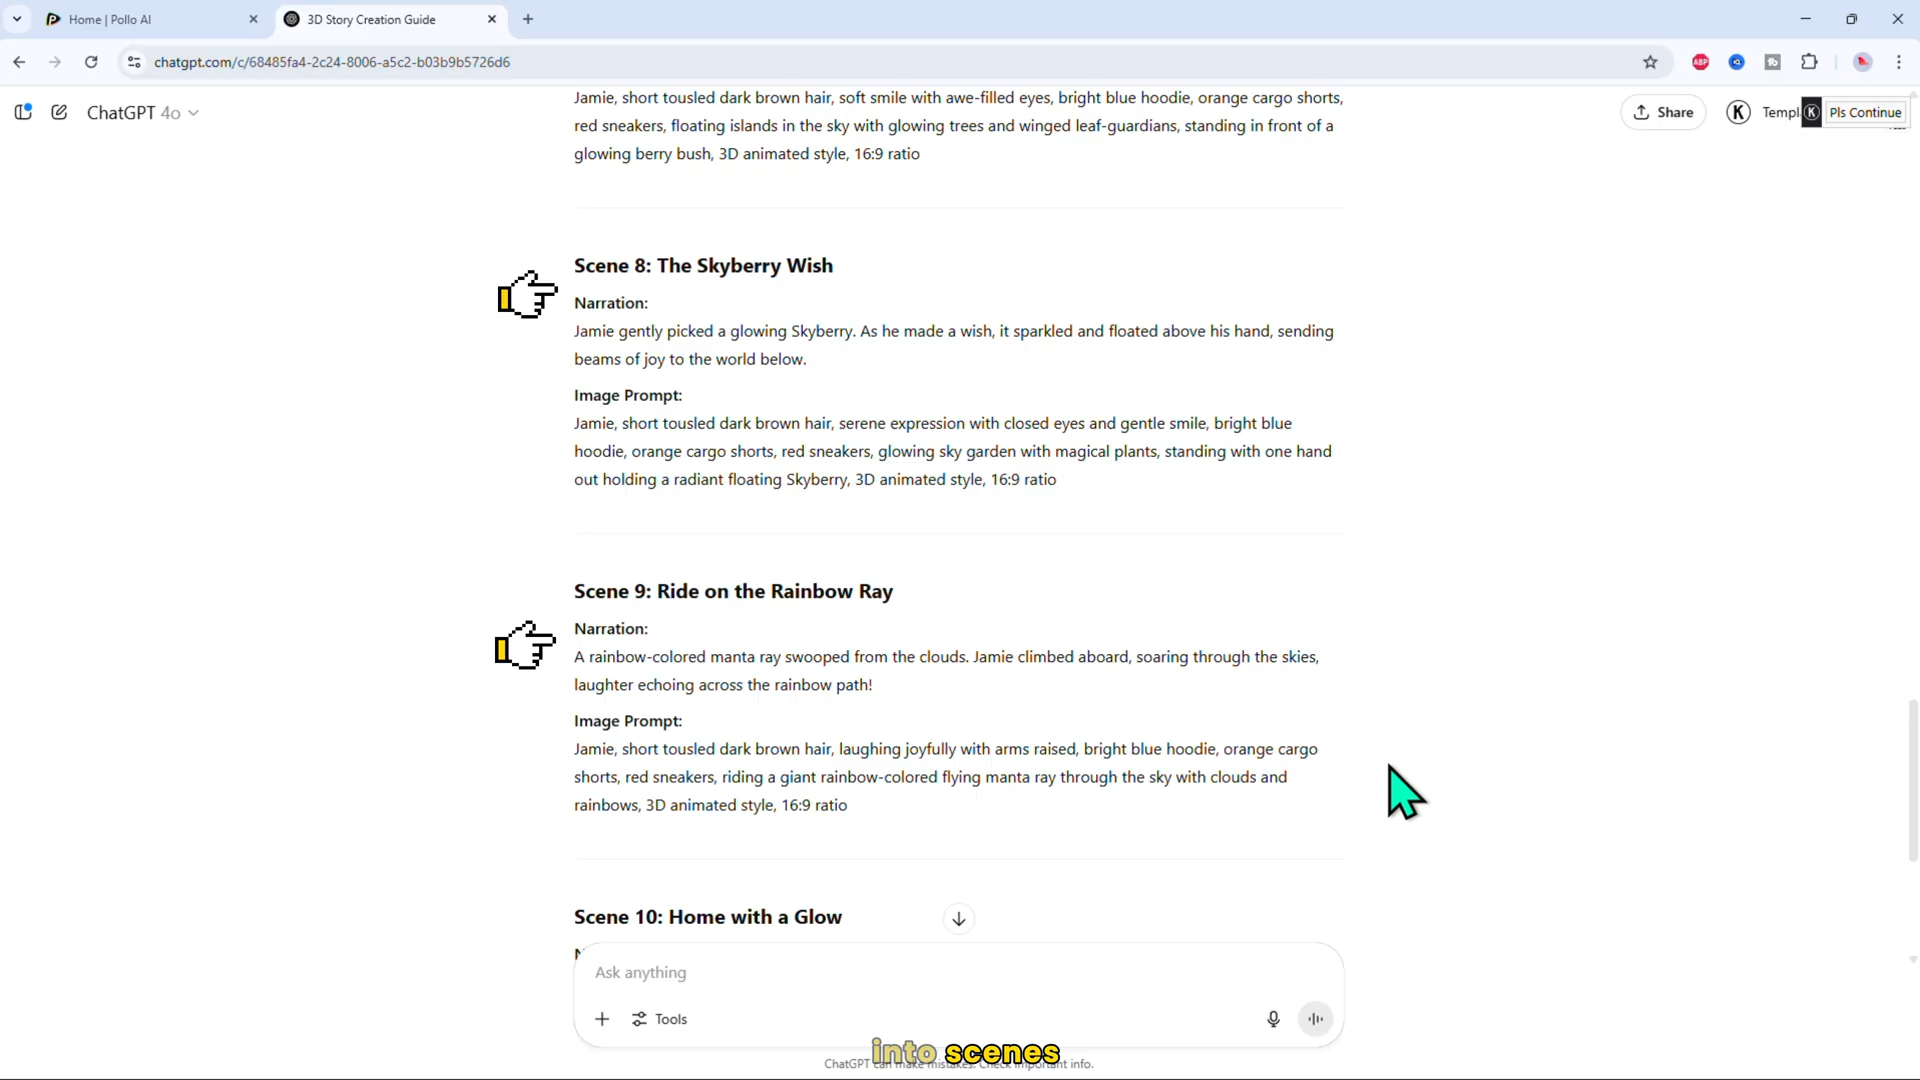 Home | Pollo AI
3D Story Creation Guide
chatgpt.com/c/68485fa4-2c24-8006-a5c2-b03b9b5726d6
ABP
ChatGPT 4o
Share
K
Templ
K
Pls Continue
Jamie, short tousled dark brown hair, soft smile with awe-filled eyes, bright blue hoodie, orange cargo shorts,
red sneakers, floating islands in the sky with glowing trees and winged leaf-guardians, standing in front of a
glowing berry bush, 3D animated style, 16:9 ratio
Scene 8: The Skyberry Wish
Narration:
Jamie gently picked a glowing Skyberry. As he made a wish, it sparkled and floated above his hand, sending
beams of joy to the world below.
Image Prompt:
Jamie, short tousled dark brown hair, serene expression with closed eyes and gentle smile, bright blue
hoodie, orange cargo shorts, red sneakers, glowing sky garden with magical plants, standing with one hand
out holding a radiant floating Skyberry, 3D animated style, 16:9 ratio
Scene 9: Ride on the Rainbow Ray
Narration:
A rainbow-colored manta ray swooped from the clouds. Jamie climbed aboard, soaring through the skies,
laughter echoing across the rainbow path!
Image Prompt:
Jamie, short tousled dark brown hair, laughing joyfully with arms raised, bright blue hoodie, orange cargo
shorts, red sneakers, riding a giant rainbow-colored flying manta ray through the sky with clouds and
rainbows, 3D animated style, 16:9 ratio
Scene 10: Home with a Glow
Ask anything
Tools
into scenes
ChatGPT can make mistakes. Check important info.